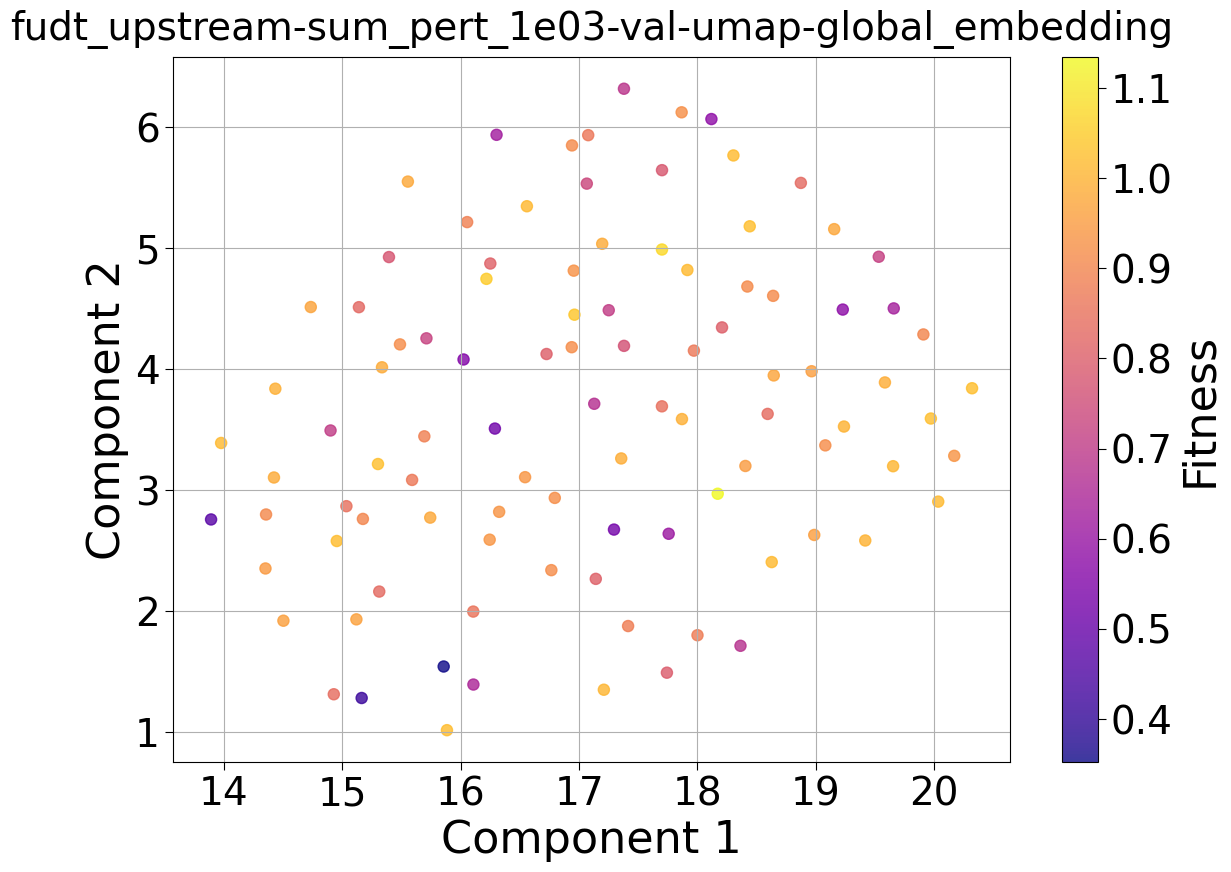 fudt_upstream-sum_pert_1e03-val-umap-global_embedding
6
5
4
3
2
1
Component 2
14 15 16 17 18 19 20
Component 1
1.1
1.0
0.9
0.8
0.7
0.6
0.5
0.4
Fitness